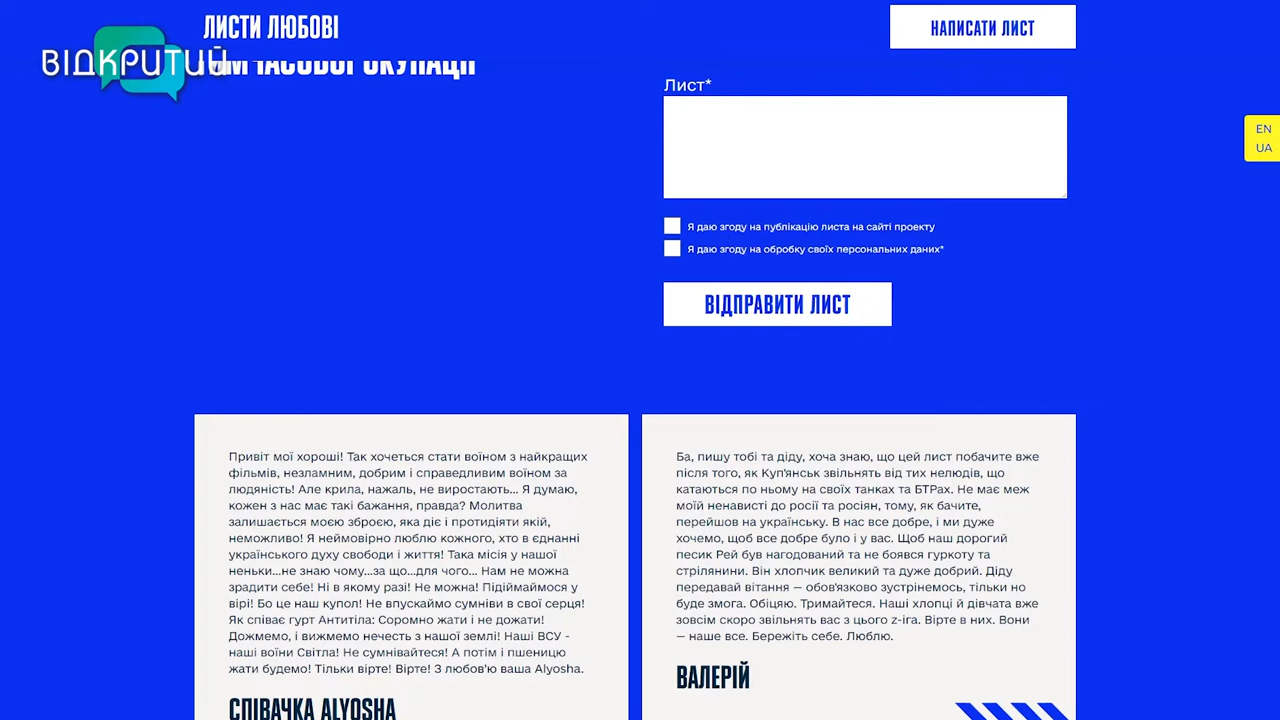 ЛИСТИ ЛЮБОВІ
НАПИСАТИ ЛИСТ
ВІДКРИТИЙ
Лист*
EN
UA
Я даю згоду на публікацію листа на сайті проекту
Я даю згоду на обробку своїх персональних даних*
ВІДПРАВИТИ ЛИСТ
Привіт мої хороші! Так хочеться стати воїном з найкращих
фільмів, незламним, добрим і справедливим воїном за
людяність! Але крила, нажаль, не виростають... Я думаю,
кожен з нас має такі бажання, правда? Молитва
залишається моєю зброєю, яка діє і протидіяти якій,
неможливо! Я неймовірно люблю кожного, хто в єднанні
українського духу свободи і життя! Така місія у нашої
неньки...не знаю чому...за що...для чого... Нам не можна
зрадити себе! Ні в якому разі! Не можна! Підіймаймося у
вірі! Бо це наш купол! Не впускаймо сумніви в свої серця!
Як співає гурт Антитіла: Соромно жати і не дожати!
Дожмемо, і вижмемо нечесть з нашої землі! Наші ВСУ -
наші воїни Світла! Не сумнівайтеся! А потім і пшеницю
жати будемо! Тільки вірте! Вірте! З любов'ю ваша Alyosha.
СПІВАЧКА ALYOSHA
Ба, пишу тобі та діду, хоча знаю, що цей лист побачите вже
після того, як Куп'янськ звільнять від тих нелюдів, що
катаються по ньому на своїх танках та БТРах. Не має меж
моїй ненависті до росії та росіян, тому, як бачите,
перейшов на українську. В нас все добре, і ми дуже
хочемо, щоб все добре було і у вас. Щоб наш дорогий
песик Рей був нагодований та не боявся гуркоту та
стрілянини. Він хлопчик великий та дуже добрий. Діду
передавай вітання — обов'язково зустрінемось, тільки но
буде змога. Обіцяю. Тримайтеся. Наші хлопці й дівчата вже
зовсім скоро звільнять вас з цього z-іга. Вірте в них. Вони
— наше все. Бережіть себе. Люблю.
ВАЛЕРІЙ